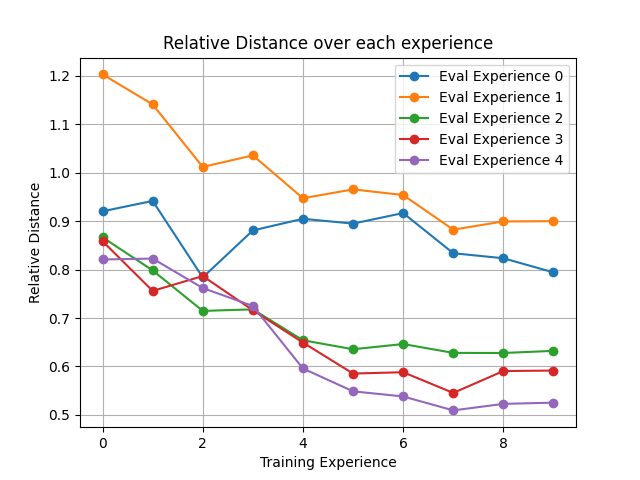 Relative Distance over each experience
Eval Experience 0
Eval Experience 1
Eval Experience 2
Eval Experience 3
Eval Experience 4
Relative Distance
1.2
1.1
1.0
0.9
0.8
0.7
0.6
0.5
0 2 4 6 8
Training Experience